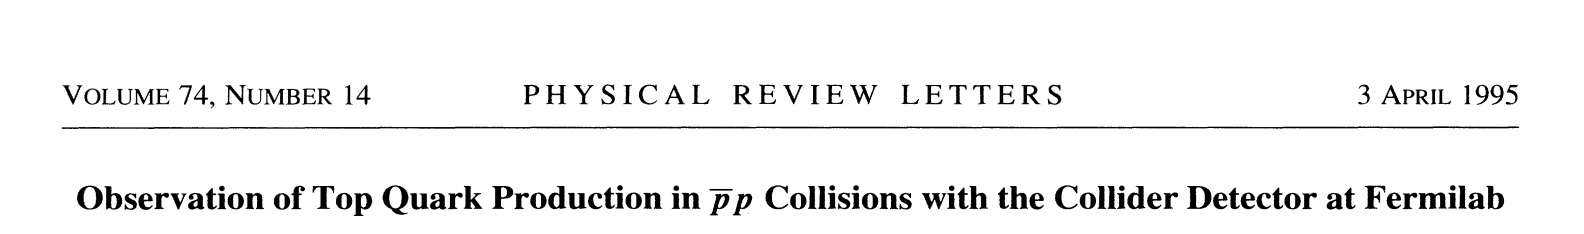 VOLUME 74, NUMBER 14 PHYSICAL REVIEW LETTERS 3 APRIL 1995
Observation of Top Quark Production in p̅p Collisions with the Collider Detector at Fermilab